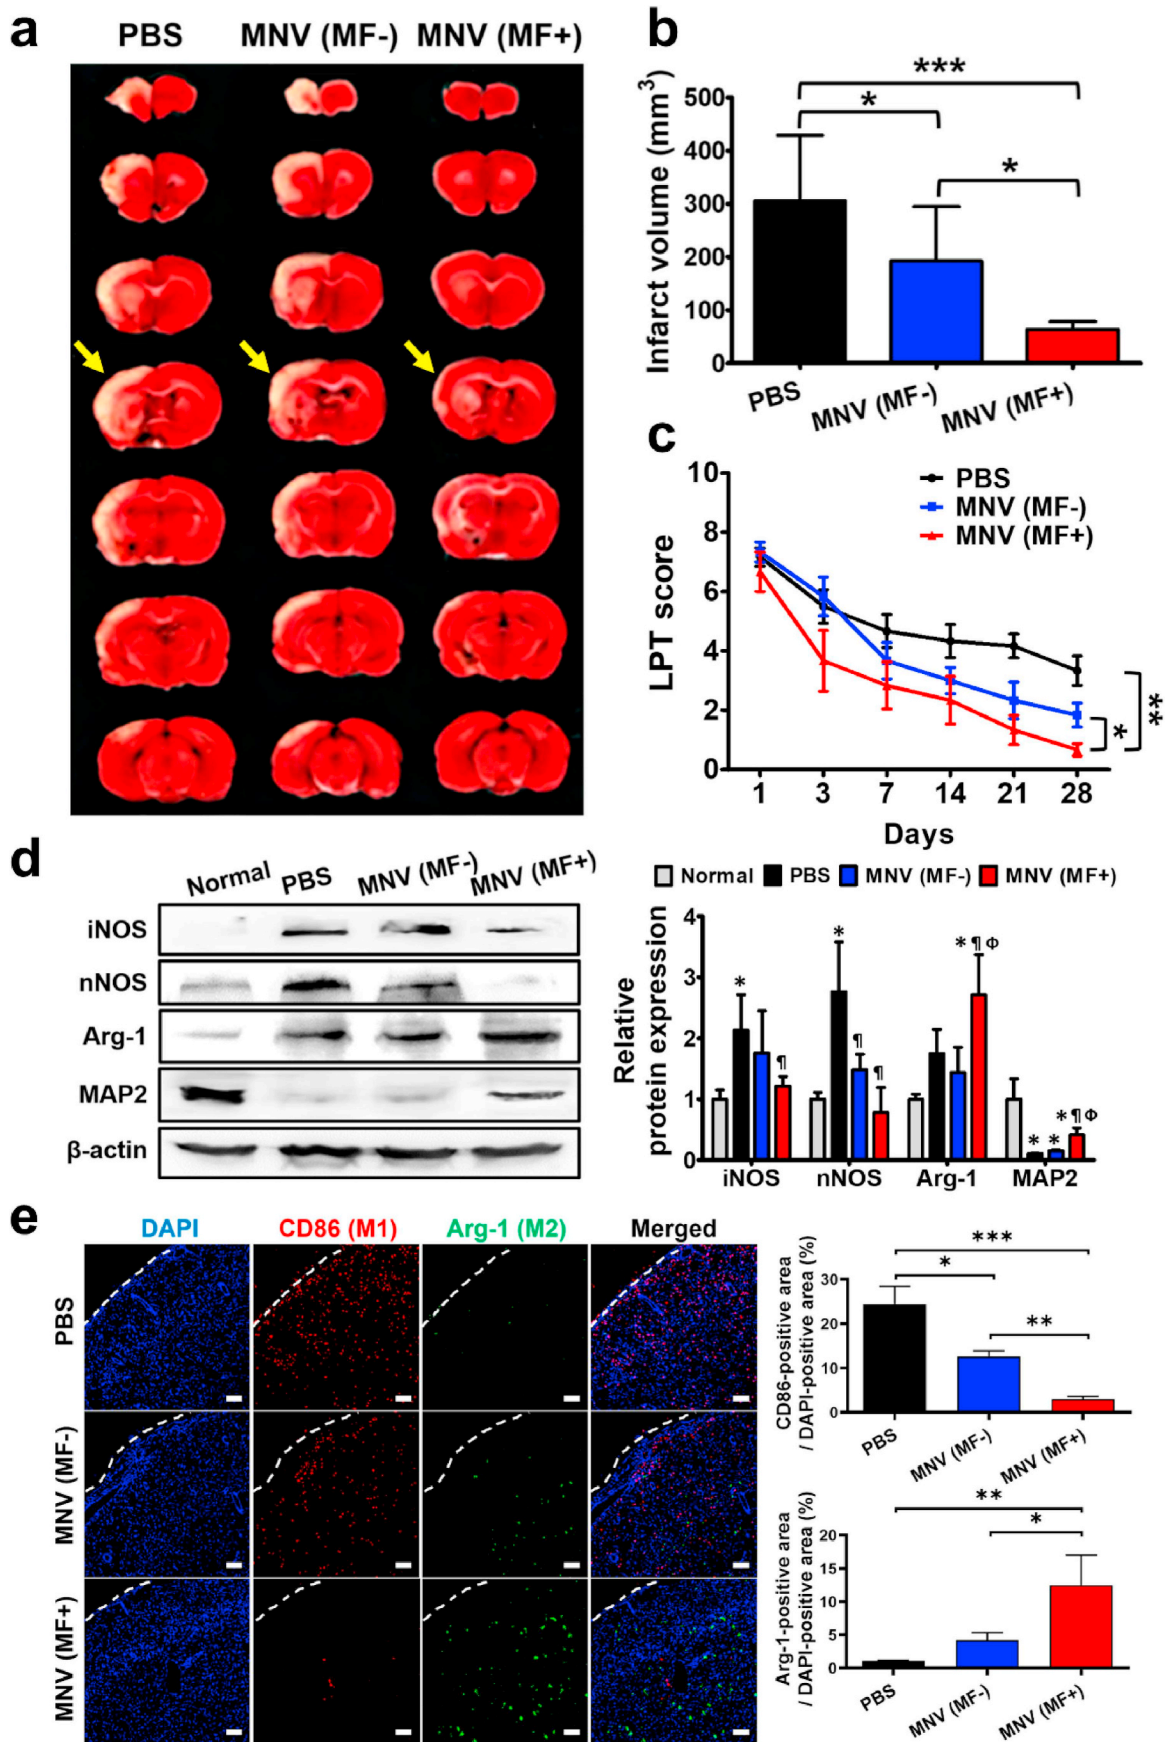 a
PBS MNV (MF-) MNV (MF+)
b
Infarct volume (mm³)
500
400
300
200
100
0
***
*
*
PBS
MNV (MF-)
MNV (MF+)
c
LPT score
10
8
6
4
2
0
PBS
MNV (MF-)
MNV (MF+)
*
**
1 3 7 14 21 28
Days
d
Normal PBS MNV (MF-) MNV (MF+)
iNOS
nNOS
Arg-1
MAP2
β-actin
Normal PBS MNV (MF-) MNV (MF+)
Relative
protein expression
4
3
2
1
0
* ¶
* ¶ ¶
* ¶ Φ
* * * ¶ Φ
iNOS nNOS Arg-1 MAP2
e
DAPI CD86 (M1) Arg-1 (M2) Merged
PBS
MNV (MF-)
MNV (MF+)
CD86-positive area
/ DAPI-positive area (%)
30
20
10
0
***
*
**
PBS
MNV (MF-)
MNV (MF+)
Arg-1-positive area
/ DAPI-positive area (%)
20
15
10
5
0
**
*
PBS
MNV (MF-)
MNV (MF+)